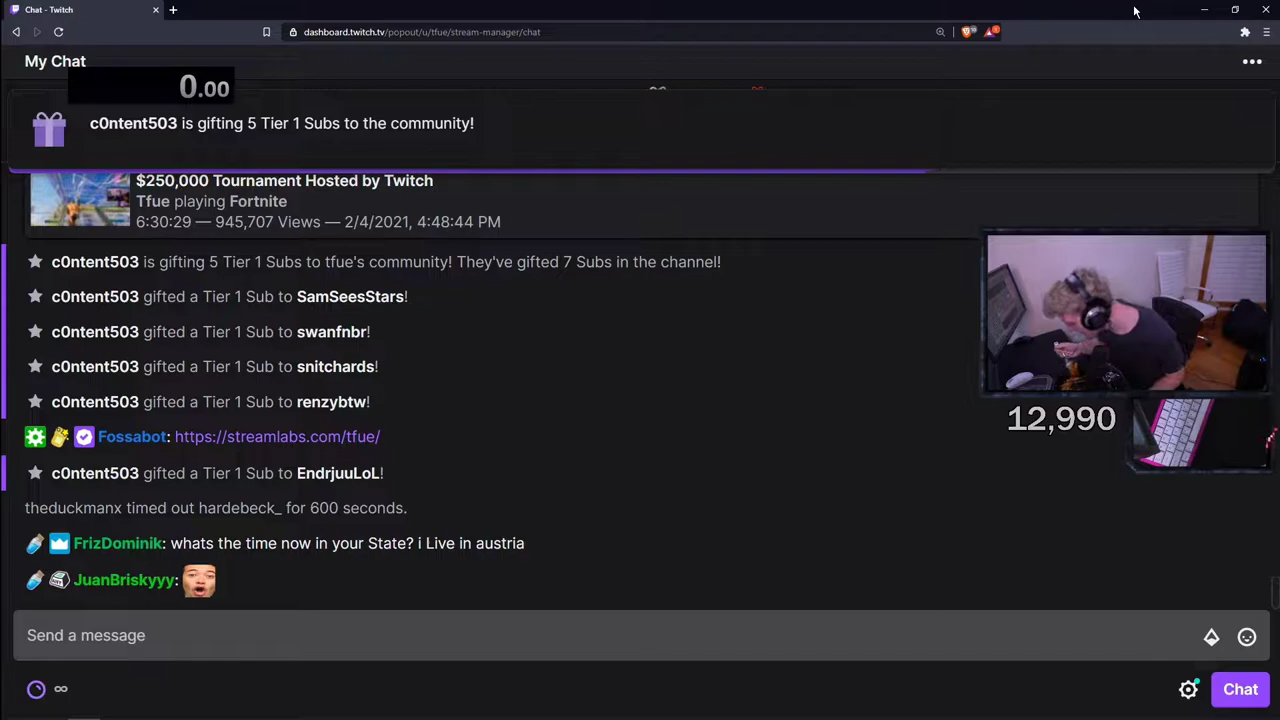 Chat - Twitch
dashboard.twitch.tv/popout/u/tfue/stream-manager/chat
My Chat
0.00
c0ntent503 is gifting 5 Tier 1 Subs to the community!
$250,000 Tournament Hosted by Twitch
Tfue playing Fortnite
6:30:29 — 945,707 Views — 2/4/2021, 4:48:44 PM
c0ntent503 is gifting 5 Tier 1 Subs to tfue's community! They've gifted 7 Subs in the channel!
c0ntent503 gifted a Tier 1 Sub to SamSeesStars!
c0ntent503 gifted a Tier 1 Sub to swanfnbr!
c0ntent503 gifted a Tier 1 Sub to snitchards!
c0ntent503 gifted a Tier 1 Sub to renzybtw!
12,990
Fossabot: https://streamlabs.com/tfue/
c0ntent503 gifted a Tier 1 Sub to EndrjuuLoL!
theduckmanx timed out hardebeck_ for 600 seconds.
FrizDominik: whats the time now in your State? i Live in austria
JuanBriskyyy:
Send a message
Chat